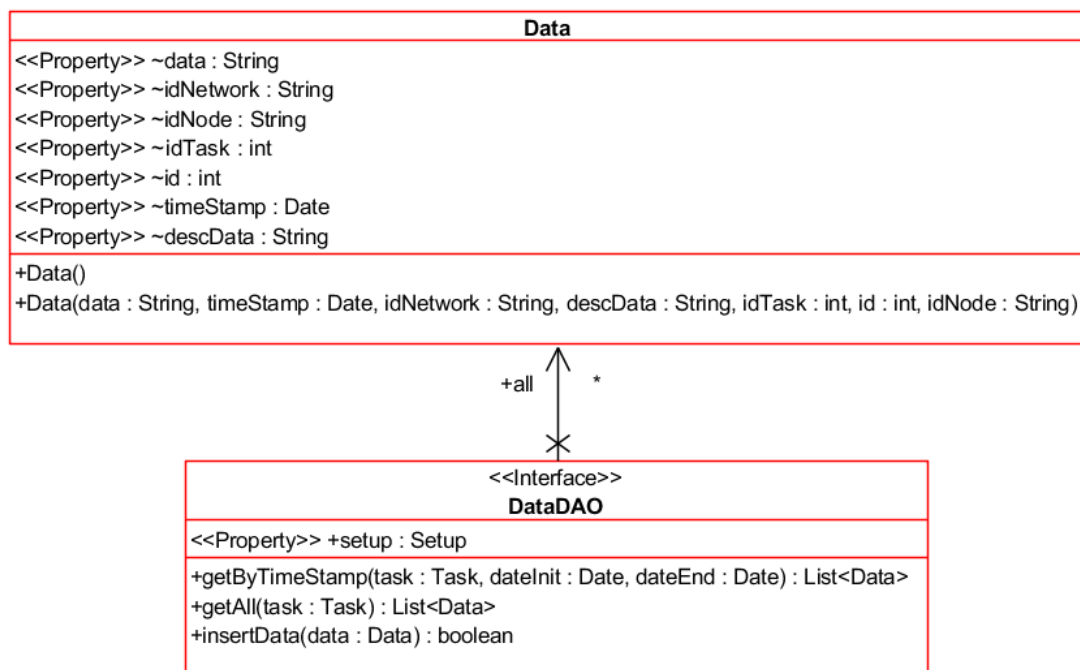 Data
<<Property>> ~data : String
<<Property>> ~idNetwork : String
<<Property>> ~idNode : String
<<Property>> ~idTask : int
<<Property>> ~id : int
<<Property>> ~timeStamp : Date
<<Property>> ~descData : String
+Data()
+Data(data : String, timeStamp : Date, idNetwork : String, descData : String, idTask : int, id : int, idNode : String)
+all *
<<Interface>>
DataDAO
<<Property>> +setup : Setup
+getByTimeStamp(task : Task, dateInit : Date, dateEnd : Date) : List<Data>
+getAll(task : Task) : List<Data>
+insertData(data : Data) : boolean